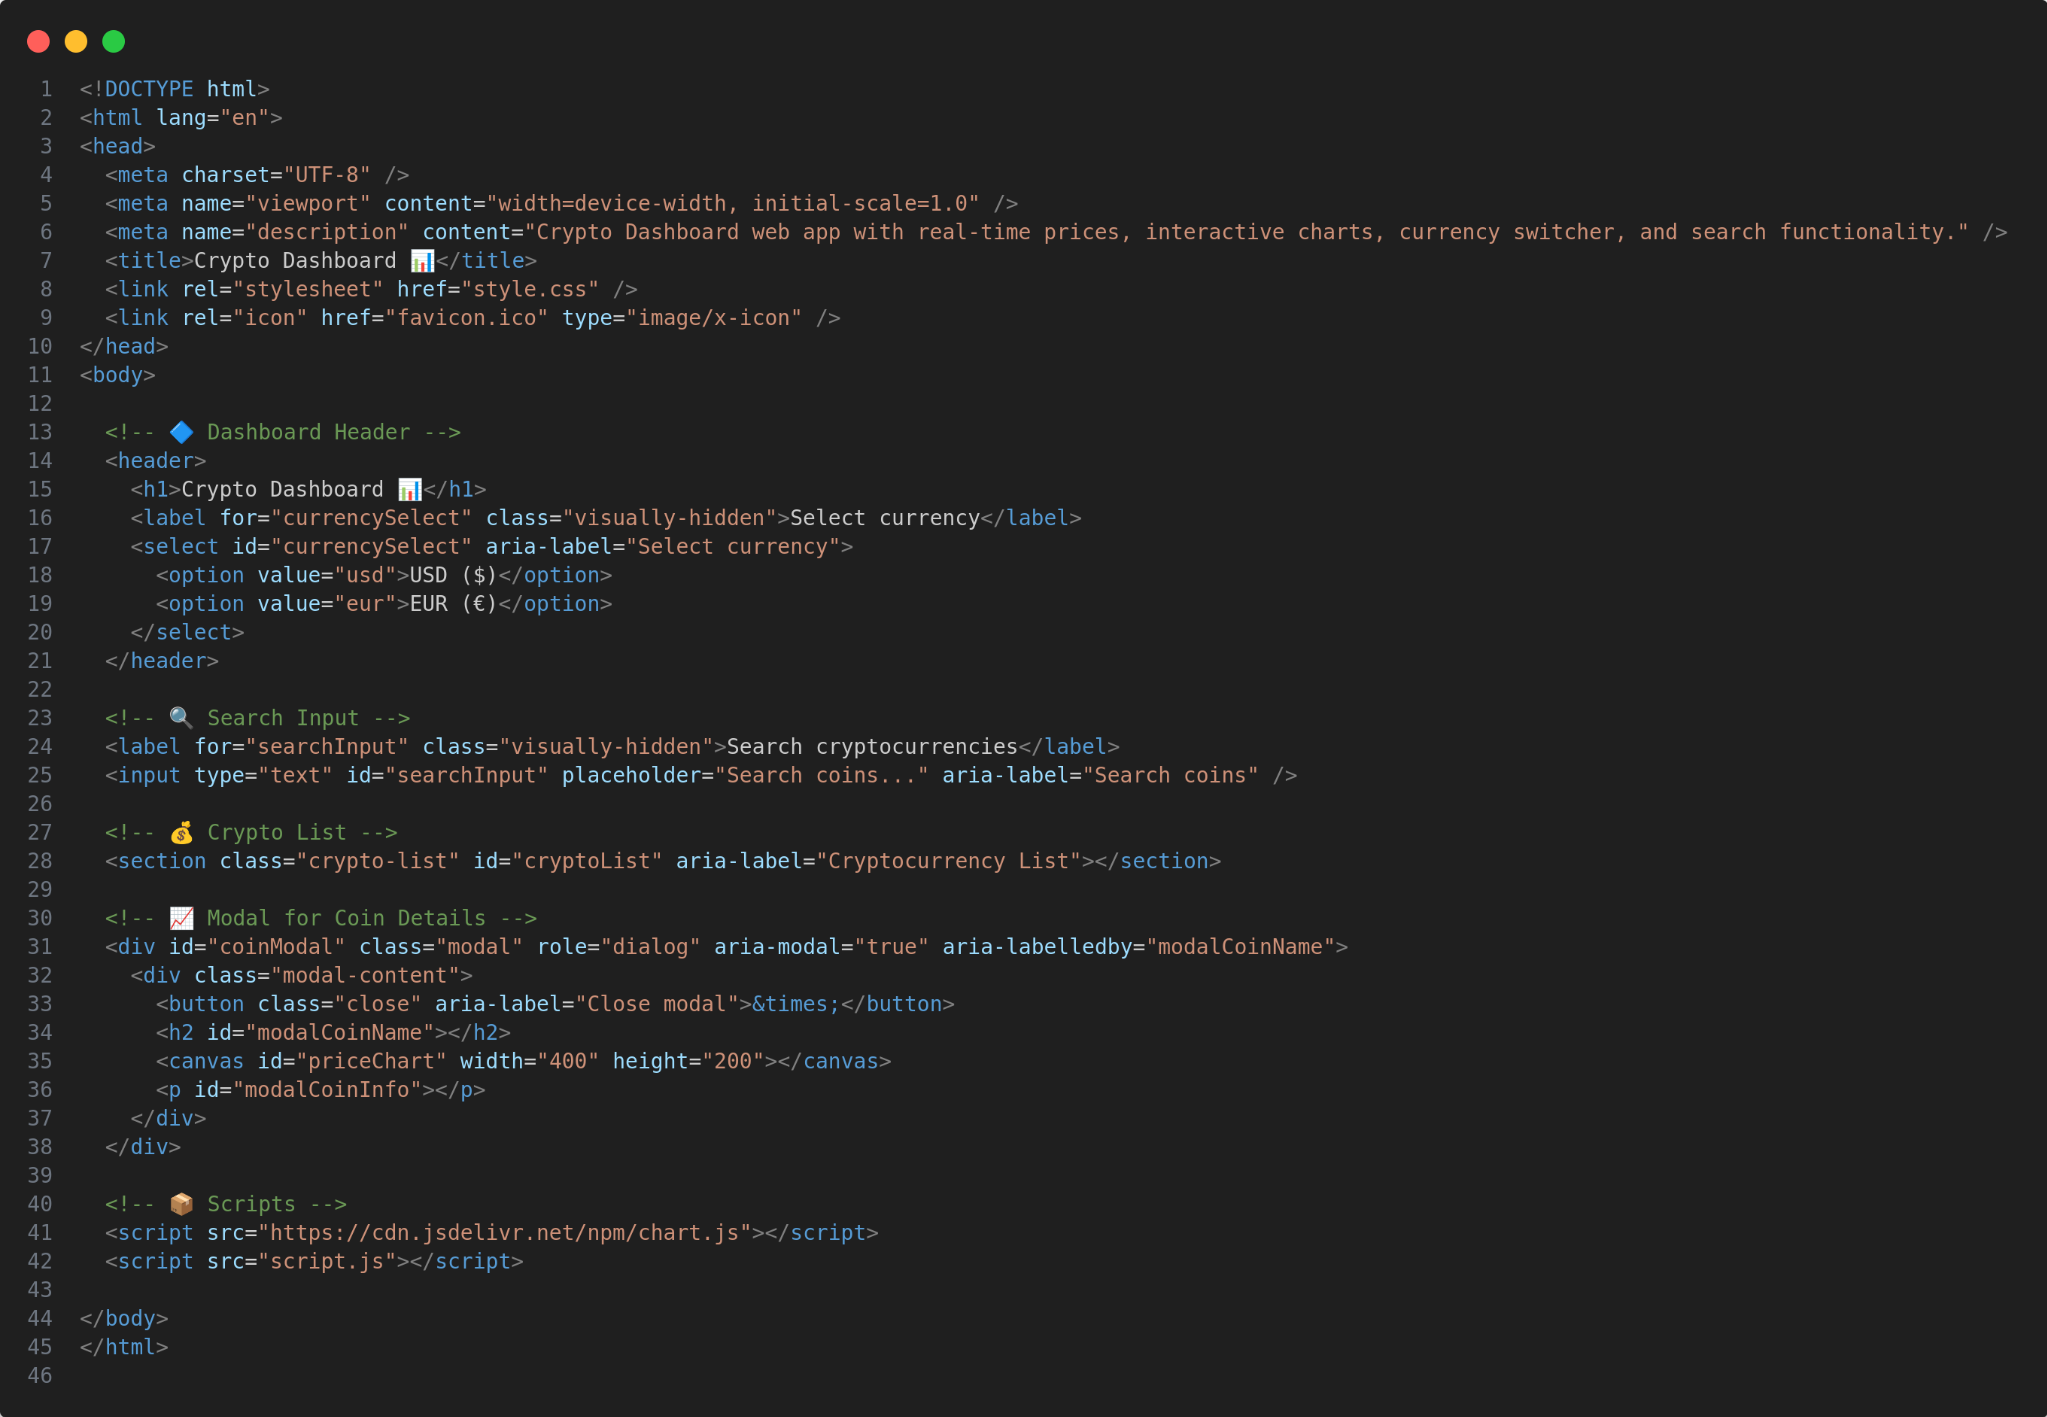 1 <!DOCTYPE html>
2 <html lang="en">
3 <head>
4   <meta charset="UTF-8" />
5   <meta name="viewport" content="width=device-width, initial-scale=1.0" />
6   <meta name="description" content="Crypto Dashboard web app with real-time prices, interactive charts, currency switcher, and search functionality." />
7   <title>Crypto Dashboard 📊</title>
8   <link rel="stylesheet" href="style.css" />
9   <link rel="icon" href="favicon.ico" type="image/x-icon" />
10 </head>
11 <body>
12
13   <!-- 🔷 Dashboard Header -->
14   <header>
15     <h1>Crypto Dashboard 📊</h1>
16     <label for="currencySelect" class="visually-hidden">Select currency</label>
17     <select id="currencySelect" aria-label="Select currency">
18       <option value="usd">USD ($)</option>
19       <option value="eur">EUR (€)</option>
20     </select>
21   </header>
22
23   <!-- 🔍 Search Input -->
24   <label for="searchInput" class="visually-hidden">Search cryptocurrencies</label>
25   <input type="text" id="searchInput" placeholder="Search coins..." aria-label="Search coins" />
26
27   <!-- 💰 Crypto List -->
28   <section class="crypto-list" id="cryptoList" aria-label="Cryptocurrency List"></section>
29
30   <!-- 📈 Modal for Coin Details -->
31   <div id="coinModal" class="modal" role="dialog" aria-modal="true" aria-labelledby="modalCoinName">
32     <div class="modal-content">
33       <button class="close" aria-label="Close modal">&times;</button>
34       <h2 id="modalCoinName"></h2>
35       <canvas id="priceChart" width="400" height="200"></canvas>
36       <p id="modalCoinInfo"></p>
37     </div>
38   </div>
39
40   <!-- 📦 Scripts -->
41   <script src="https://cdn.jsdelivr.net/npm/chart.js"></script>
42   <script src="script.js"></script>
43
44 </body>
45 </html>
46